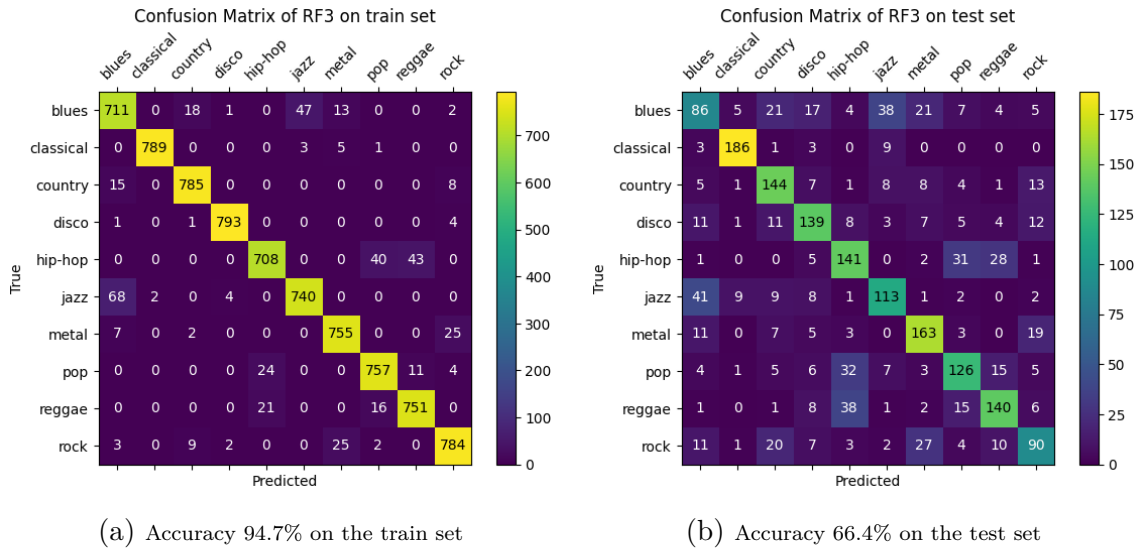 Confusion Matrix of RF3 on train set
blues classical country disco hip-hop jazz metal pop reggae rock
blues 711 0 18 1 0 47 13 0 0 2
classical 0 789 0 0 0 3 5 1 0 0
country 15 0 785 0 0 0 0 0 0 8
disco 1 0 1 793 0 0 0 0 0 4
hip-hop 0 0 0 0 708 0 0 40 43 0
jazz 68 2 0 4 0 740 0 0 0 0
metal 7 0 2 0 0 0 755 0 0 25
pop 0 0 0 0 24 0 0 757 11 4
reggae 0 0 0 0 21 0 0 16 751 0
rock 3 0 9 2 0 0 25 2 0 784
True
Predicted
700
600
500
400
300
200
100
0
(a) Accuracy 94.7% on the train set
Confusion Matrix of RF3 on test set
blues classical country disco hip-hop jazz metal pop reggae rock
blues 86 5 21 17 4 38 21 7 4 5
classical 3 186 1 3 0 9 0 0 0 0
country 5 1 144 7 1 8 8 4 1 13
disco 11 1 11 139 8 3 7 5 4 12
hip-hop 1 0 0 5 141 0 2 31 28 1
jazz 41 9 9 8 1 113 1 2 0 2
metal 11 0 7 5 3 0 163 3 0 19
pop 4 1 5 6 32 7 3 126 15 5
reggae 1 0 1 8 38 1 2 15 140 6
rock 11 1 20 7 3 2 27 4 10 90
True
Predicted
175
150
125
100
75
50
25
0
(b) Accuracy 66.4% on the test set